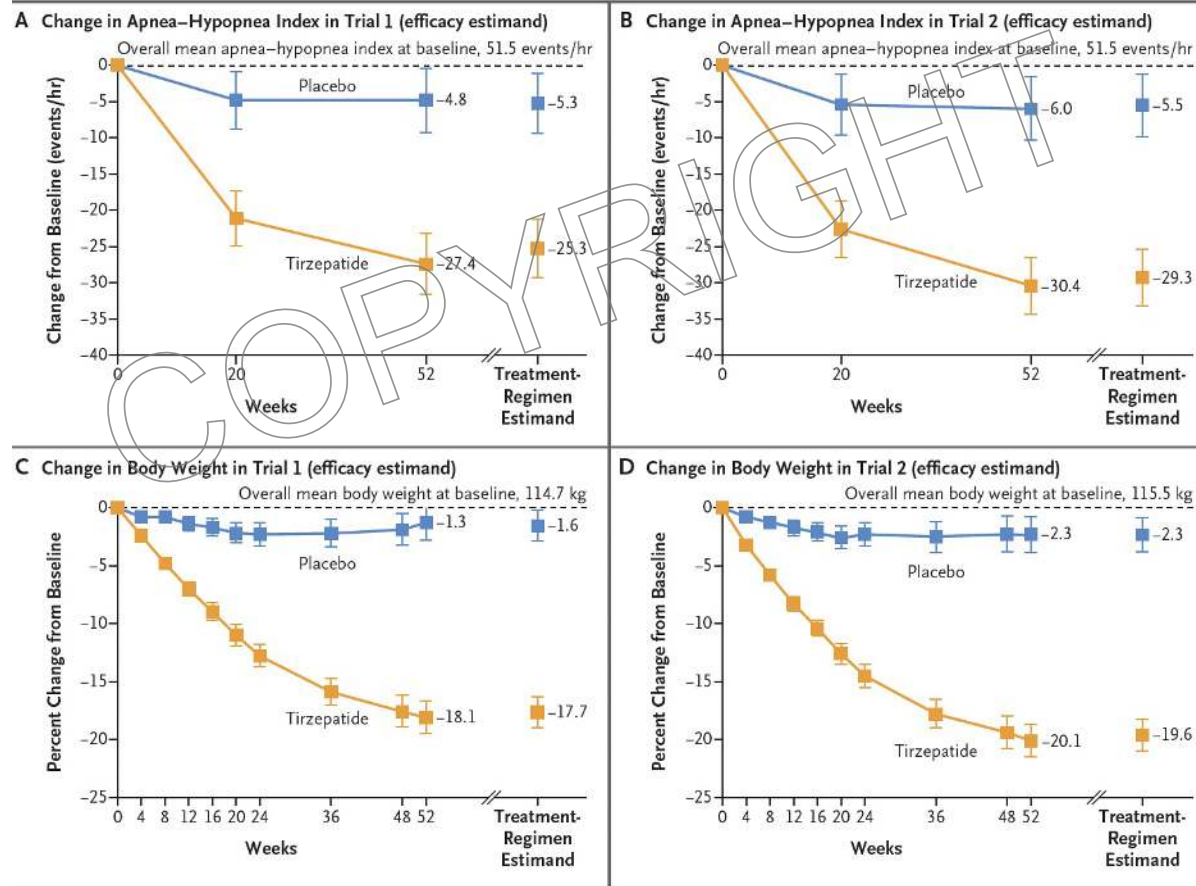 A Change in Apnea–Hypopnea Index in Trial 1 (efficacy estimand)
Overall mean apnea–hypopnea index at baseline, 51.5 events/hr
Change from Baseline (events/hr)
0
−5
−10
−15
−20
−25
−30
−35
−40
Placebo
−4.8
−5.3
Tirzepatide
−27.4
−25.3
0 20 52
Weeks
Treatment-
Regimen
Estimand
B Change in Apnea–Hypopnea Index in Trial 2 (efficacy estimand)
Overall mean apnea–hypopnea index at baseline, 51.5 events/hr
Change from Baseline (events/hr)
0
−5
−10
−15
−20
−25
−30
−35
−40
Placebo
−6.0
−5.5
Tirzepatide
−30.4
−29.3
0 20 52
Weeks
Treatment-
Regimen
Estimand
C Change in Body Weight in Trial 1 (efficacy estimand)
Overall mean body weight at baseline, 114.7 kg
Percent Change from Baseline
0
−5
−10
−15
−20
−25
−1.3
−1.6
Placebo
Tirzepatide
−18.1
−17.7
0 4 8 12 16 20 24 36 48 52
Weeks
Treatment-
Regimen
Estimand
D Change in Body Weight in Trial 2 (efficacy estimand)
Overall mean body weight at baseline, 115.5 kg
Percent Change from Baseline
0
−5
−10
−15
−20
−25
−2.3
−2.3
Placebo
Tirzepatide
−20.1
−19.6
0 4 8 12 16 20 24 36 48 52
Weeks
Treatment-
Regimen
Estimand
COPYRIGHT